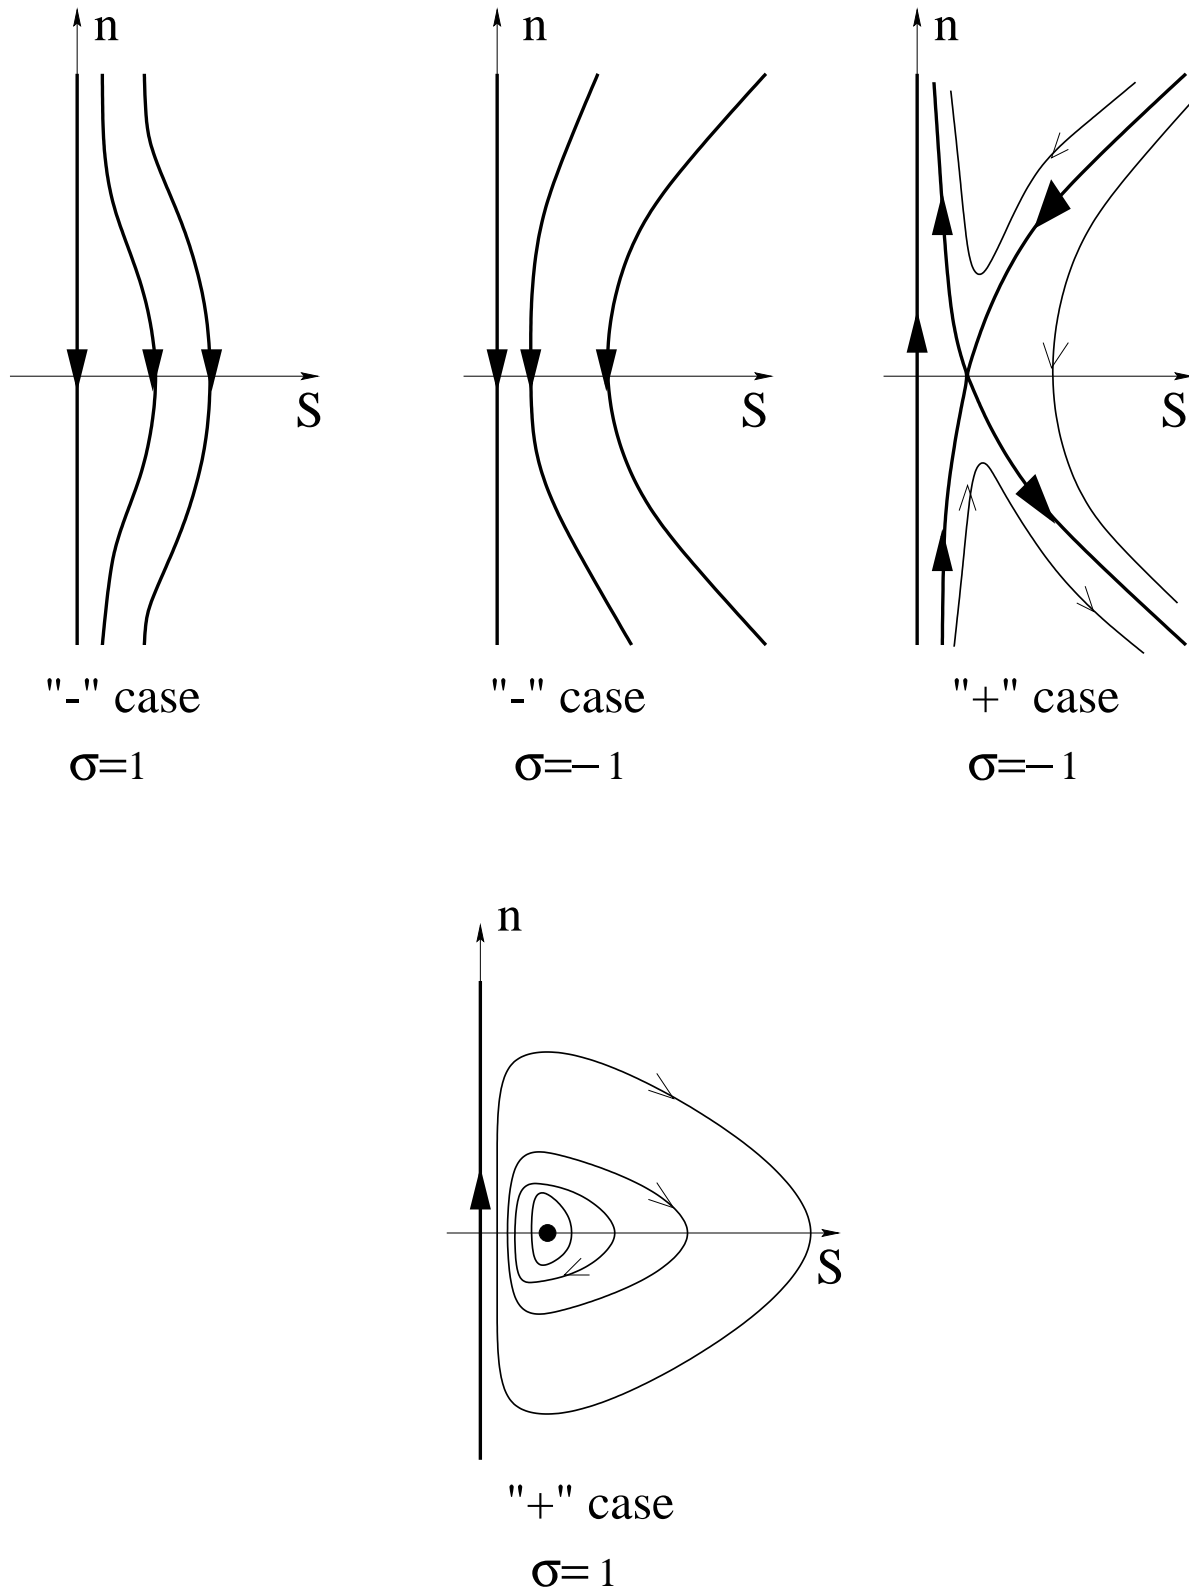 n
n
n
S
S
S
"-" case
"-" case
"+" case
σ=1
σ=−1
σ=−1
n
S
"+" case
σ=1